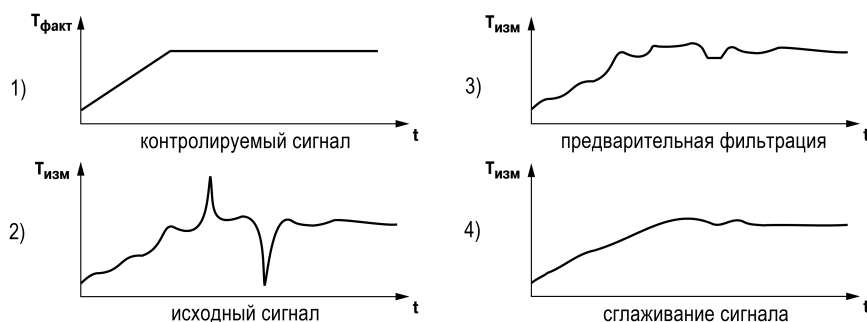 Tфакт
1)
t
контролируемый сигнал
Tизм
2)
t
исходный сигнал
Tизм
3)
t
предварительная фильтрация
Tизм
4)
t
сглаживание сигнала